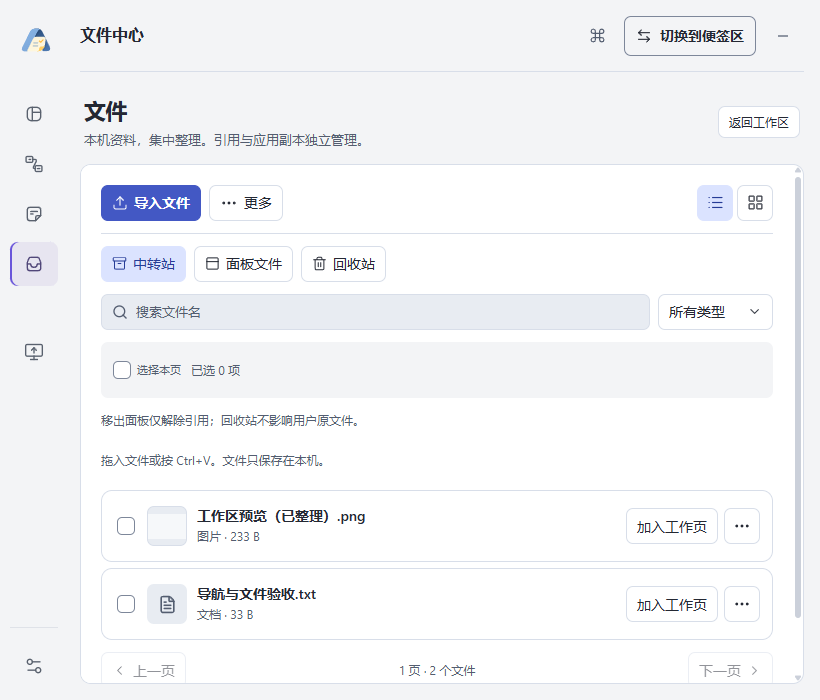 文件中心
切换到便签区
文件
本机资料，集中整理。引用与应用副本独立管理。
返回工作区
导入文件
更多
中转站
面板文件
回收站
搜索文件名
所有类型
选择本页 已选 0 项
移出面板仅解除引用；回收站不影响用户原文件。
拖入文件或按 Ctrl+V。文件只保存在本机。
工作区预览（已整理）.png
图片 · 233 B
加入工作页
导航与文件验收.txt
文档 · 33 B
加入工作页
上一页
1 页 · 2 个文件
下一页